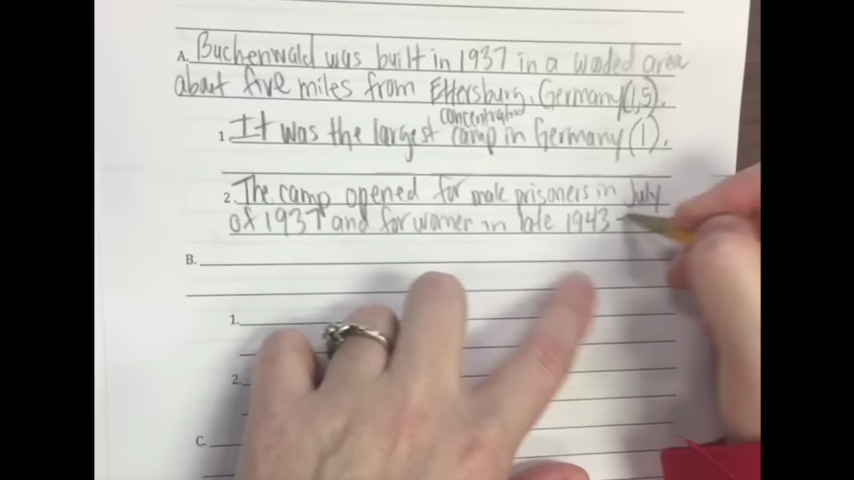 A. Buchenwald was built in 1937 in a wooded area
about five miles from Ettersburg, Germany (1,5).
concentration
1. It was the largest camp in Germany (1).
2. The camp opened for male prisoners in July
of 1937 and for women in late 1943 -
B.
1.
2.
C.